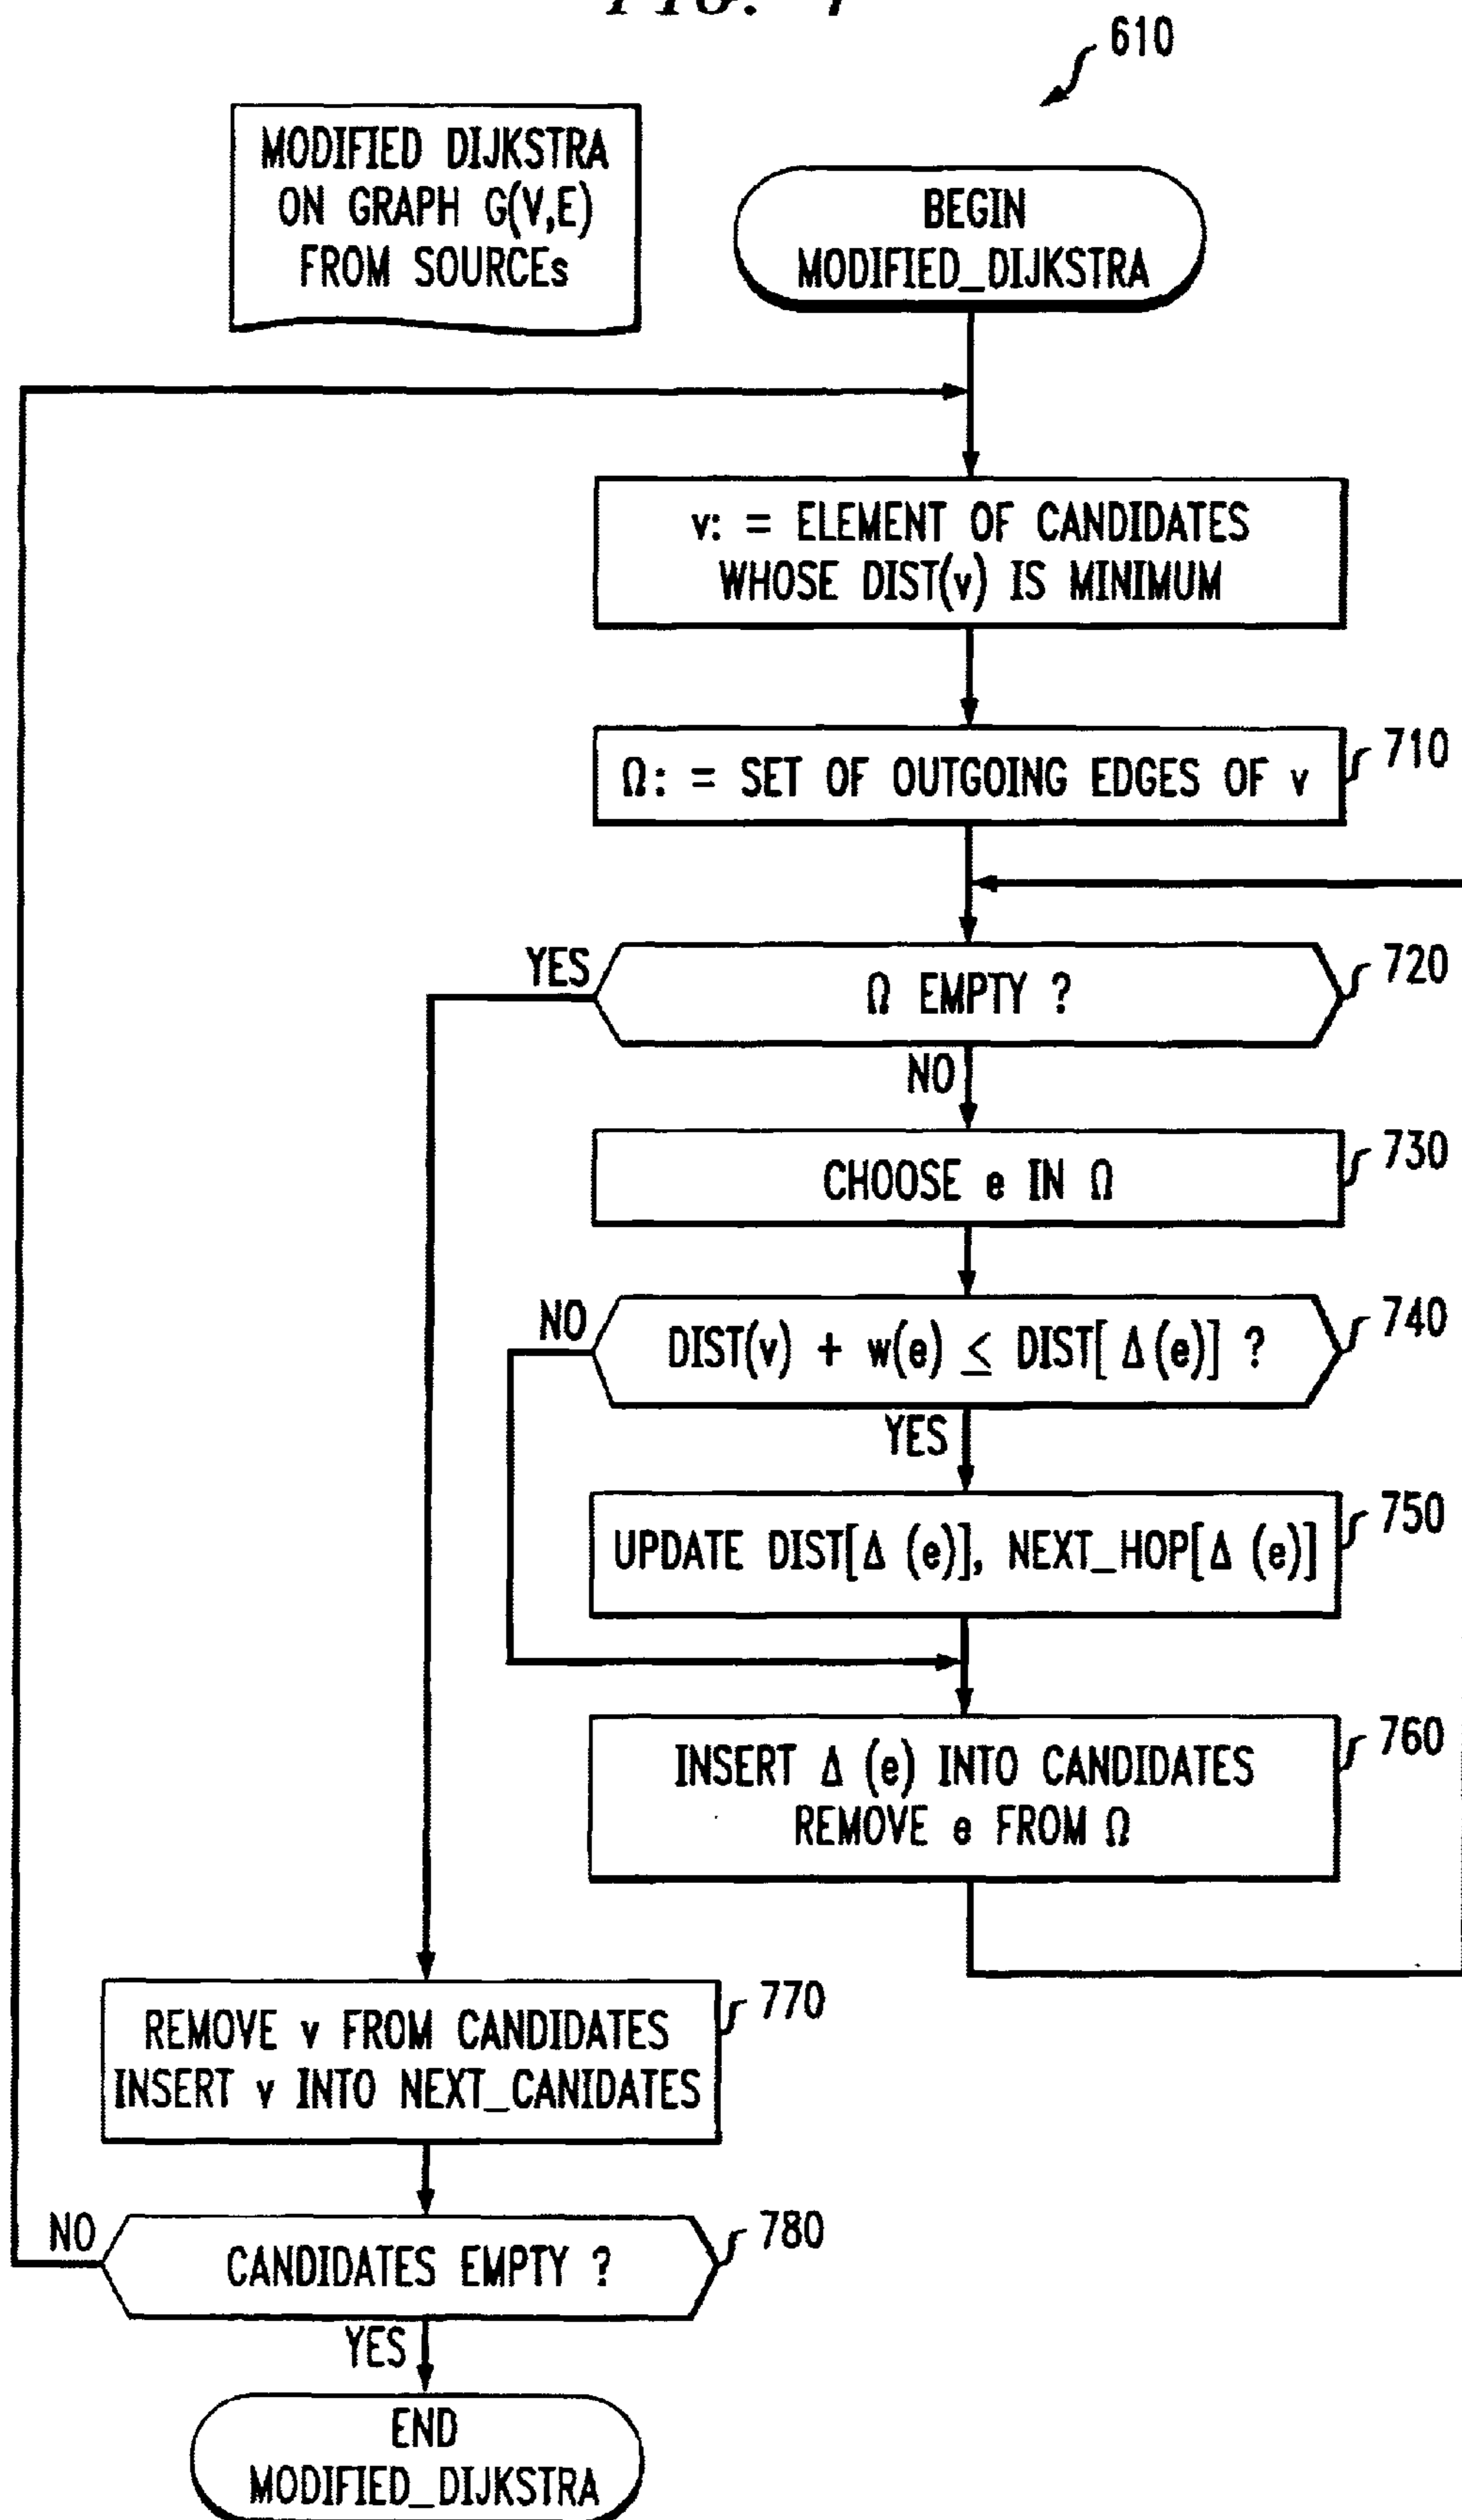 610
MODIFIED DIJKSTRA
ON GRAPH G(V,E)
FROM SOURCEs
BEGIN
MODIFIED_DIJKSTRA
v: = ELEMENT OF CANDIDATES
WHOSE DIST(v) IS MINIMUM
Ω: = SET OF OUTGOING EDGES OF v
710
YES
Ω EMPTY ?
720
NO
CHOOSE e IN Ω
730
NO
DIST(v) + w(e) ≤ DIST[ Δ(e)] ?
740
YES
UPDATE DIST[Δ (e)], NEXT_HOP[Δ (e)]
750
INSERT Δ (e) INTO CANDIDATES
REMOVE e FROM Ω
760
REMOVE v FROM CANDIDATES
INSERT v INTO NEXT_CANIDATES
770
NO
CANDIDATES EMPTY ?
780
YES
END
MODIFIED_DIJKSTRA